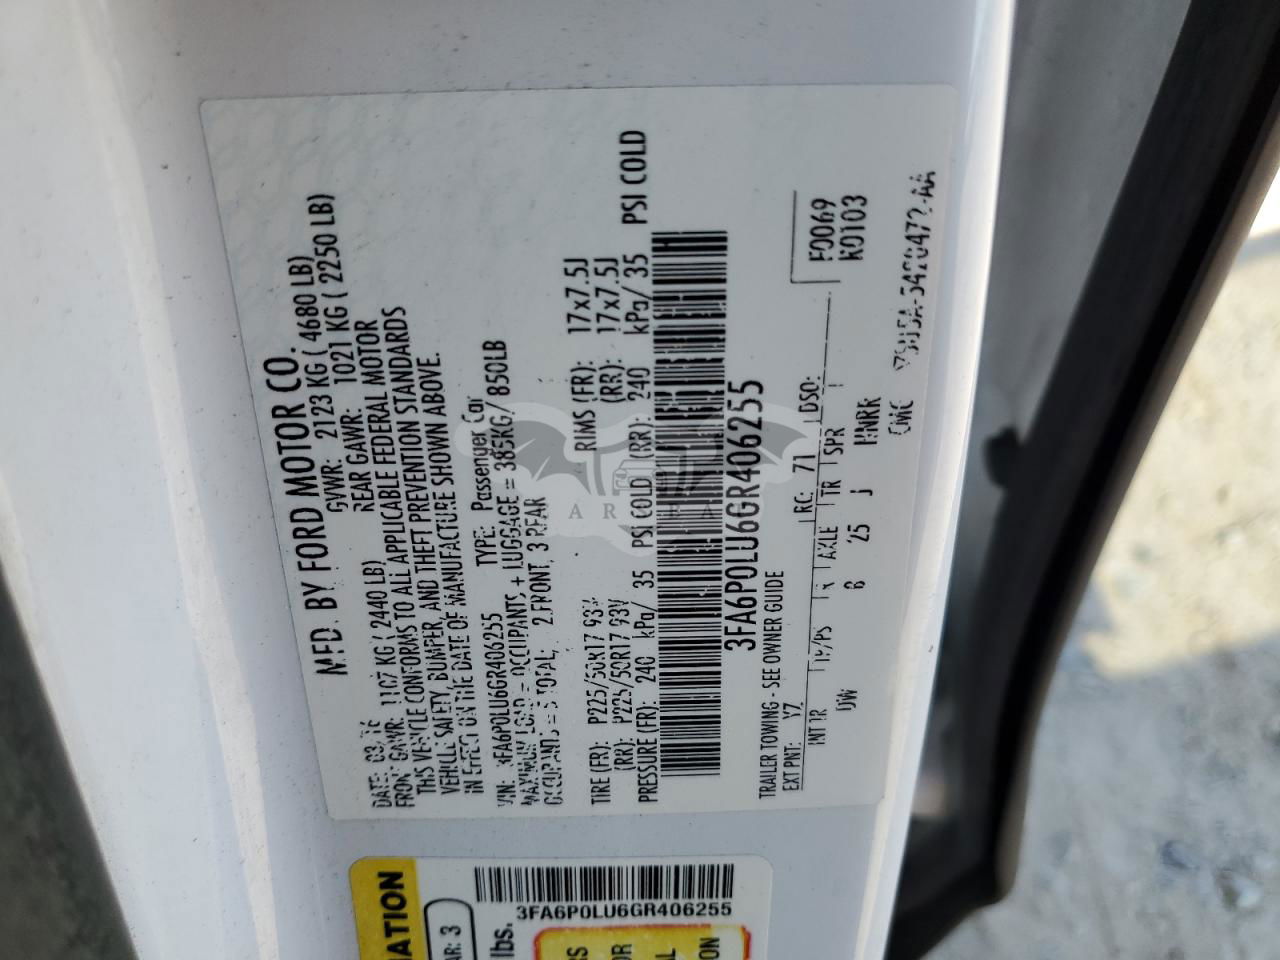 MFD. BY FORD MOTOR CO.
DATE: 03/16 GVWR: 2123 KG ( 4680 LB)
FRONT GAWR: 1107 KG ( 2440 LB) REAR GAWR: 1021 KG ( 2250 LB)
THIS VEHICLE CONFORMS TO ALL APPLICABLE FEDERAL MOTOR
VEHICLE SAFETY, BUMPER, AND THEFT PREVENTION STANDARDS
IN EFFECT ON THE DATE OF MANUFACTURE SHOWN ABOVE.
VIN: 3FA6P0LU6GR406255 TYPE: Passenger Car
MAXIMUM LOAD = OCCUPANTS + LUGGAGE = 385KG/ 850LB
OCCUPANTS = 5 TOTAL, 2 FRONT, 3 REAR
TIRE (FR): P225/50R17 93V RIMS (FR): 17x7.5J
(RR): P225/50R17 93V (RR): 17x7.5J
PRESSURE (FR): 240 kPa/ 35 PSI COLD (RR): 240 kPa/ 35 PSI COLD
3FA6P0LU6GR406255
TRAILER TOWING - SEE OWNER GUIDE
EXT PNT: YZ RC: 71 DSO: F0069
K0103
INT TR TP/PS AXLE TR SPR
DW B 25 J HNRR
3FA6P0LU6GR406255
AR: 3
lbs.